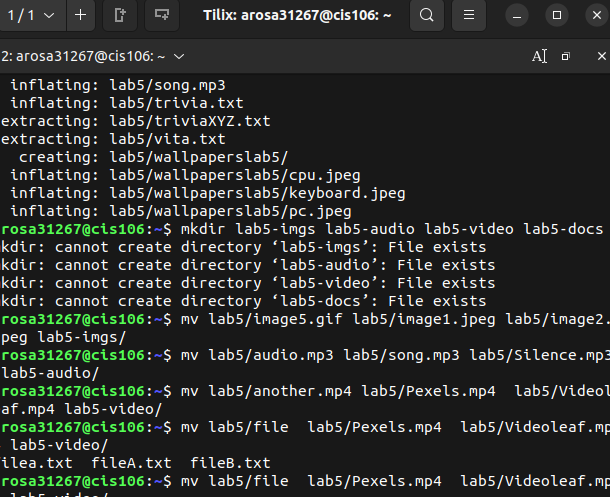 1 / 1
Tilix: arosa31267@cis106: ~
2: arosa31267@cis106: ~
inflating: lab5/song.mp3
inflating: lab5/trivia.txt
extracting: lab5/triviaXYZ.txt
extracting: lab5/vita.txt
creating: lab5/wallpaperslab5/
inflating: lab5/wallpaperslab5/cpu.jpeg
inflating: lab5/wallpaperslab5/keyboard.jpeg
inflating: lab5/wallpaperslab5/pc.jpeg
rosa31267@cis106:~$ mkdir lab5-imgs lab5-audio lab5-video lab5-docs
kdir: cannot create directory ‘lab5-imgs’: File exists
kdir: cannot create directory ‘lab5-audio’: File exists
kdir: cannot create directory ‘lab5-video’: File exists
kdir: cannot create directory ‘lab5-docs’: File exists
rosa31267@cis106:~$ mv lab5/image5.gif lab5/image1.jpeg lab5/image2.
peg lab5-imgs/
rosa31267@cis106:~$ mv lab5/audio.mp3 lab5/song.mp3 lab5/Silence.mp3
lab5-audio/
rosa31267@cis106:~$ mv lab5/another.mp4 lab5/Pexels.mp4  lab5/Videol
af.mp4 lab5-video/
rosa31267@cis106:~$ mv lab5/file  lab5/Pexels.mp4  lab5/Videoleaf.mp
lab5-video/
ilea.txt  fileA.txt  fileB.txt
rosa31267@cis106:~$ mv lab5/file  lab5/Pexels.mp4  lab5/Videoleaf.mp
lab5-video/